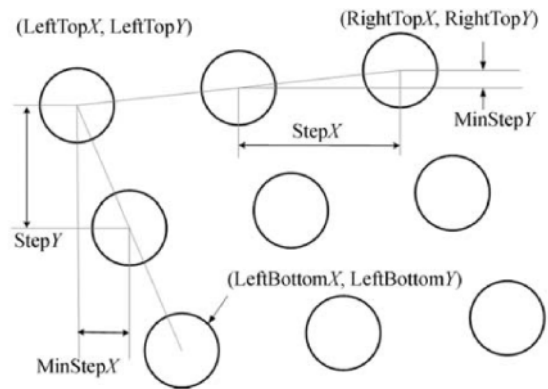 (LeftTopX, LeftTopY)
(RightTopX, RightTopY)
StepX
MinStepY
StepY
(LeftBottomX, LeftBottomY)
MinStepX